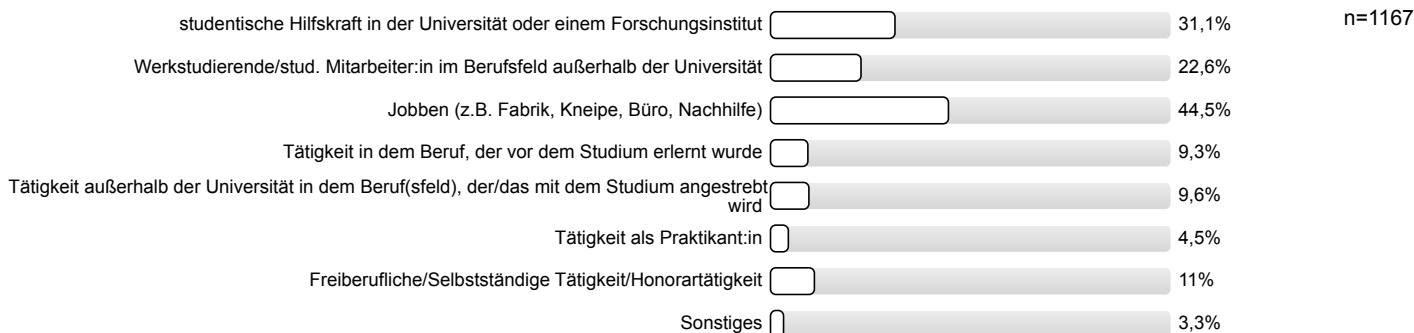 studentische Hilfskraft in der Universität oder einem Forschungsinstitut 31,1% n=1167
Werkstudierende/stud. Mitarbeiter:in im Berufsfeld außerhalb der Universität 22,6%
Jobben (z.B. Fabrik, Kneipe, Büro, Nachhilfe) 44,5%
Tätigkeit in dem Beruf, der vor dem Studium erlernt wurde 9,3%
Tätigkeit außerhalb der Universität in dem Beruf(sfeld), der/das mit dem Studium angestrebt
wird 9,6%
Tätigkeit als Praktikant:in 4,5%
Freiberufliche/Selbstständige Tätigkeit/Honorartätigkeit 11%
Sonstiges 3,3%